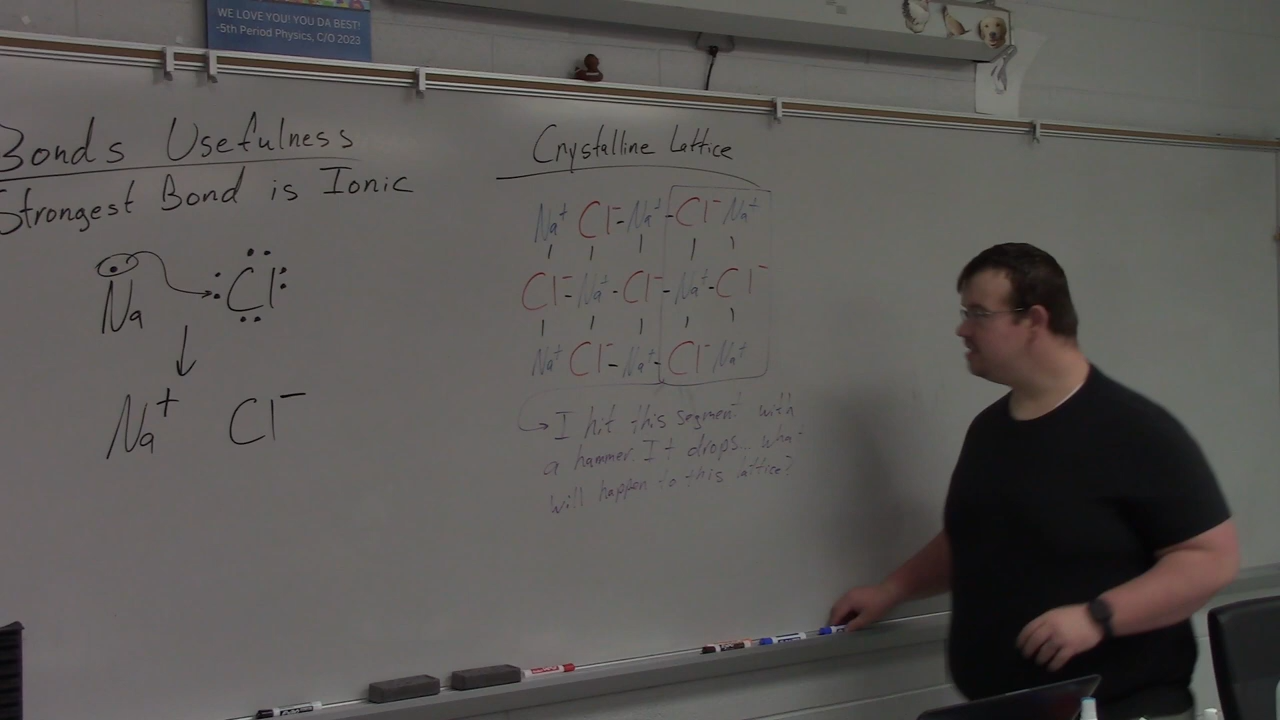 WE LOVE YOU! YOU DA BEST!
-5th Period Physics, C/O 2023
Bonds Usefulness
Strongest Bond is Ionic
Na Cl
Na+ Cl-
Crystalline Lattice
Na+ Cl- Na+ Cl- Na+
Cl- Na+ Cl- Na+ Cl-
Na+ Cl- Na+ Cl- Na+
I hit this segment with
a hammer. It drops... what
will happen to this lattice?